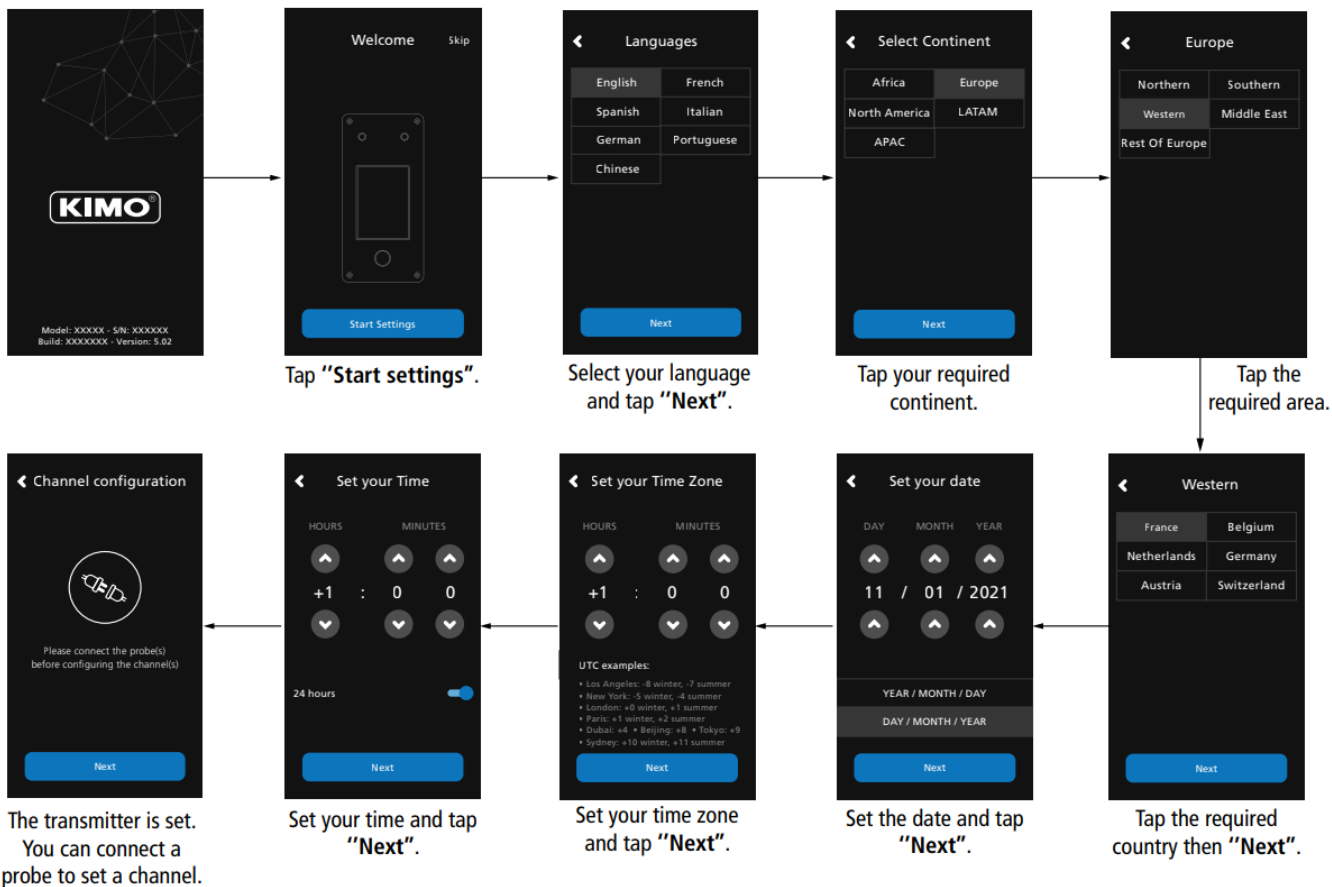 KIMO®
Model: XXXXX - S/N: XXXXXX
Build: XXXXXXX - Version: 5.02
Welcome
Skip
Start Settings
Tap ‘‘Start settings”.
Languages
English
French
Spanish
Italian
German
Portuguese
Chinese
Next
Select your language
and tap ‘‘Next”.
Select Continent
Africa
Europe
North America
LATAM
APAC
Next
Tap your required
continent.
Europe
Northern
Southern
Western
Middle East
Rest Of Europe
Tap the
required area.
Western
France
Belgium
Netherlands
Germany
Austria
Switzerland
Next
Tap the required
country then ‘‘Next”.
Set your date
DAY
MONTH
YEAR
11 / 01 / 2021
YEAR / MONTH / DAY
DAY / MONTH / YEAR
Next
Set the date and tap
‘‘Next”.
Set your Time Zone
HOURS
MINUTES
+1 : 0 0
UTC examples:
• Los Angeles: -8 winter, -7 summer
• New York: -5 winter, -4 summer
• London: +0 winter, +1 summer
• Paris: +1 winter, +2 summer
• Dubai: +4 • Beijing: +8 • Tokyo: +9
• Sydney: +10 winter, +11 summer
Next
Set your time zone
and tap ‘‘Next”.
Set your Time
HOURS
MINUTES
+1 : 0 0
24 hours
Next
Set your time and tap
‘‘Next”.
Channel configuration
Please connect the probe(s)
before configuring the channel(s)
Next
The transmitter is set.
You can connect a
probe to set a channel.